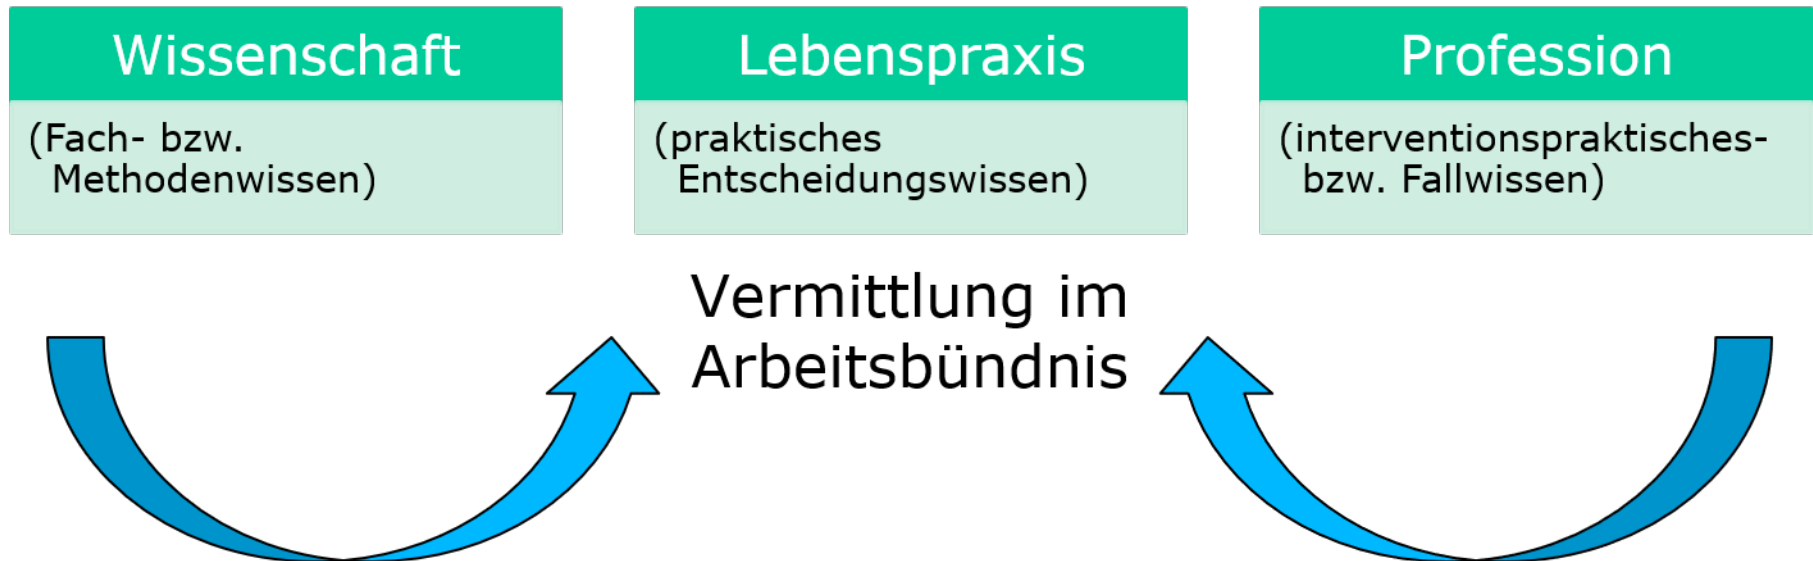 Wissenschaft
(Fach- bzw.
Methodenwissen)
Lebenspraxis
(praktisches
Entscheidungswissen)
Profession
(interventionspraktisches-
bzw. Fallwissen)
Vermittlung im
Arbeitsbündnis